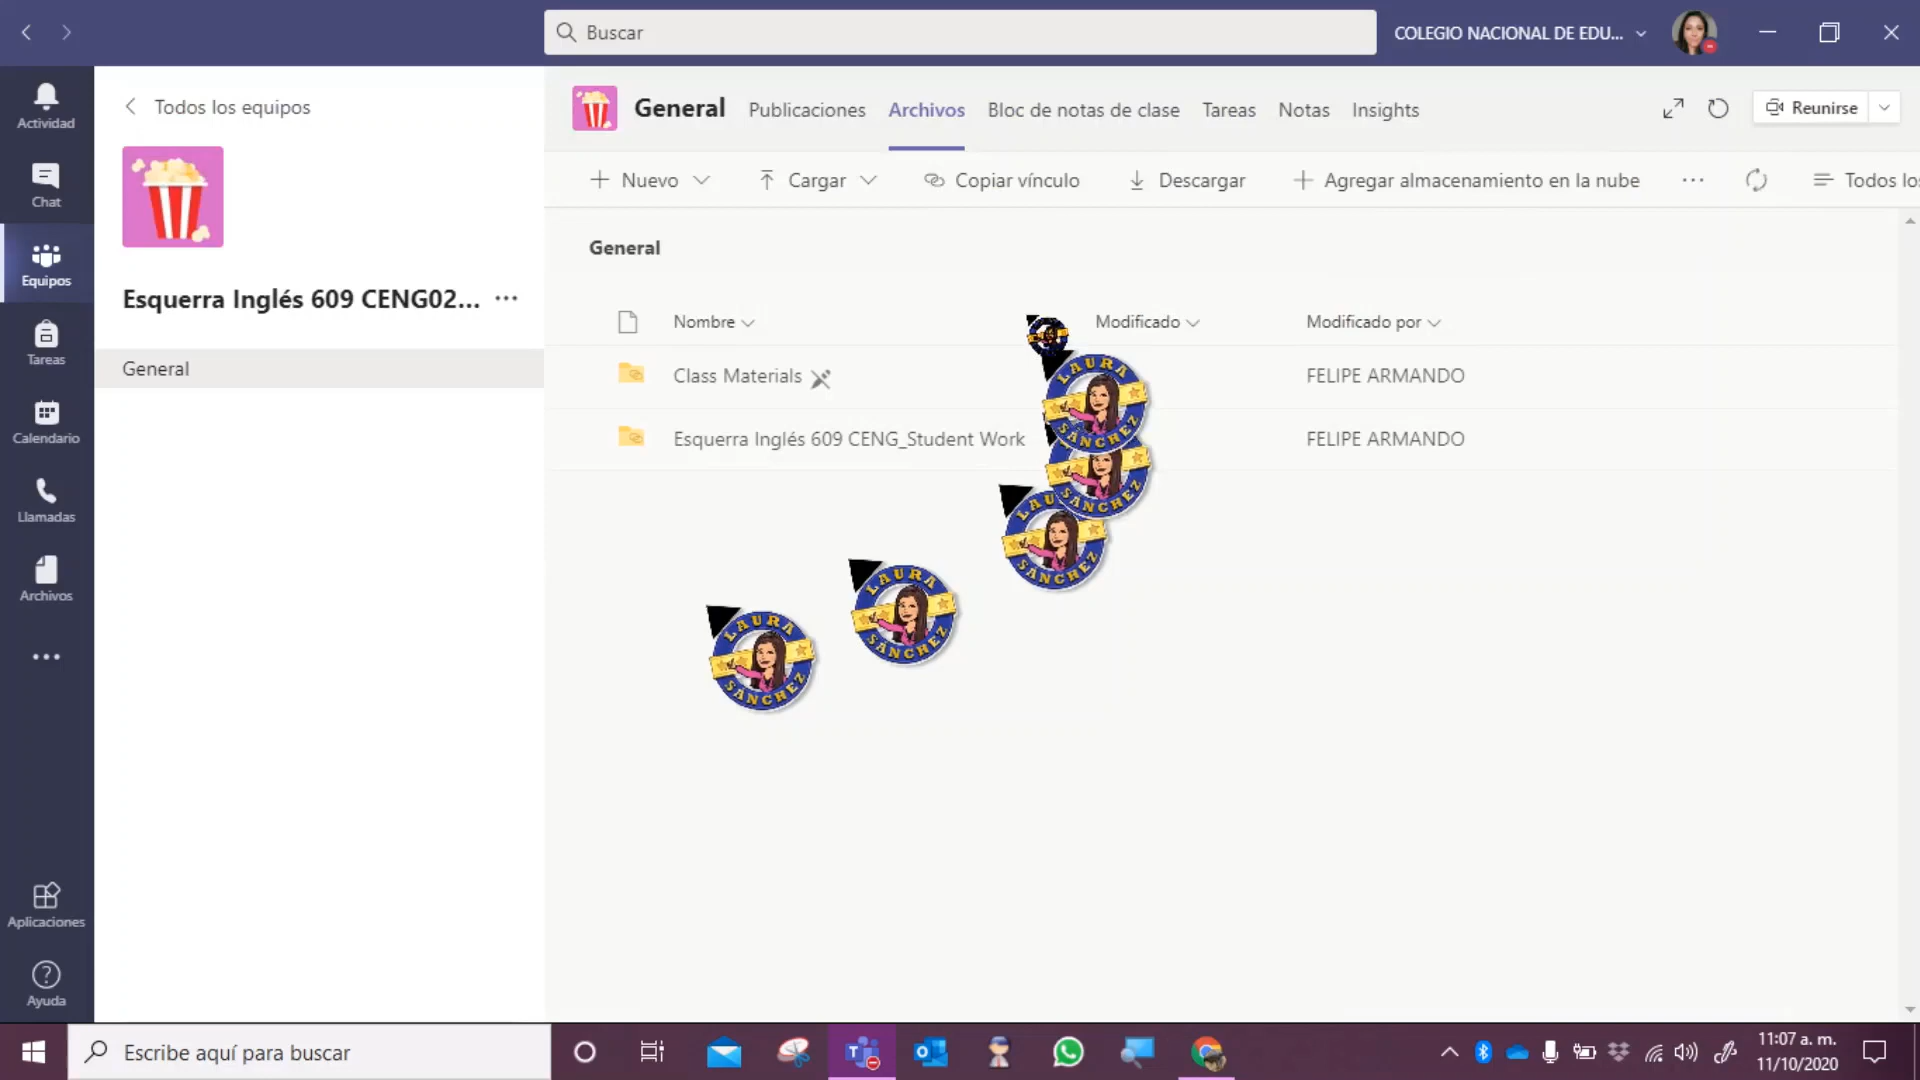 Buscar
COLEGIO NACIONAL DE EDU...
Actividad
Chat
Equipos
Tareas
Calendario
Llamadas
Archivos
Aplicaciones
Ayuda
Todos los equipos
Esquerra Inglés 609 CENG02...
General
General Publicaciones Archivos Bloc de notas de clase Tareas Notas Insights
Reunirse
Nuevo Cargar Copiar vínculo Descargar Agregar almacenamiento en la nube
Todos los
General
Nombre Modificado Modificado por
Class Materials FELIPE ARMANDO
Esquerra Inglés 609 CENG_Student Work FELIPE ARMANDO
LAURA
SANCHEZ
SANCHEZ
LAU
SANCHEZ
LAURA
SANCHEZ
LAURA
SANCHEZ
Escribe aquí para buscar
11:07 a. m.
11/10/2020